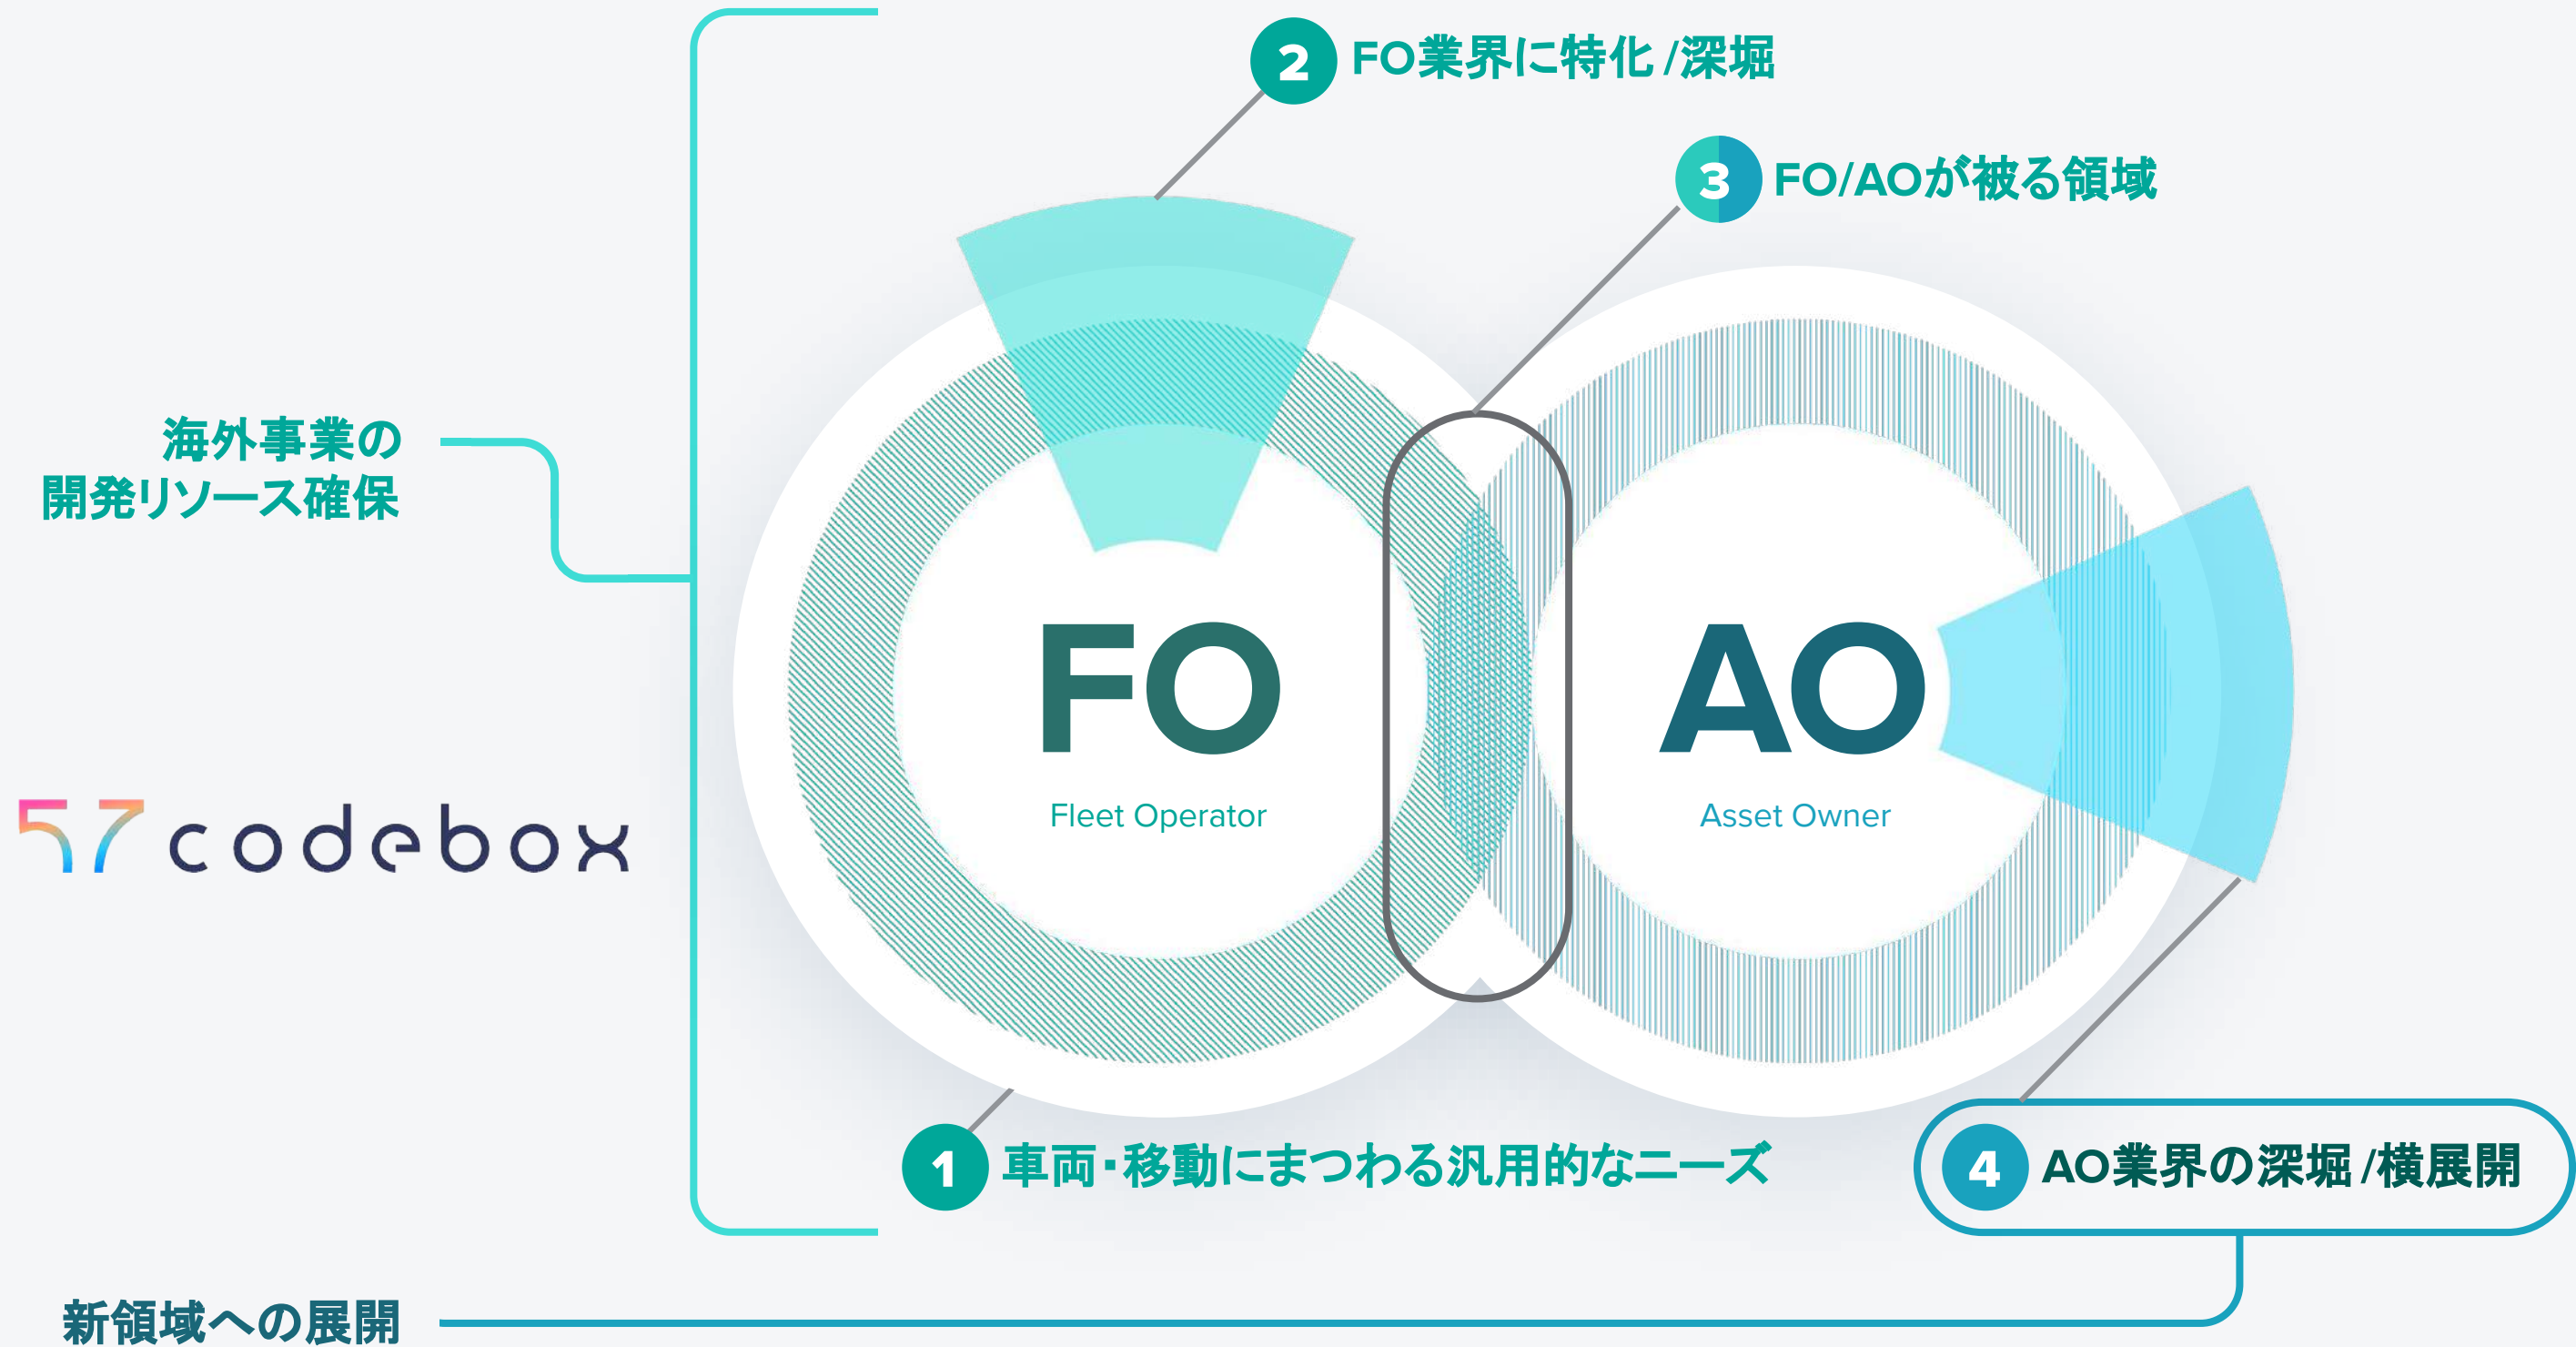 2 FO業界に特化/深堀
3 FO/AOが被る領域
海外事業の
開発リソース確保
FO
Fleet Operator
AO
Asset Owner
57 codebox
1 車両・移動にまつわる汎用的なニーズ
4 AO業界の深堀/横展開
新領域への展開